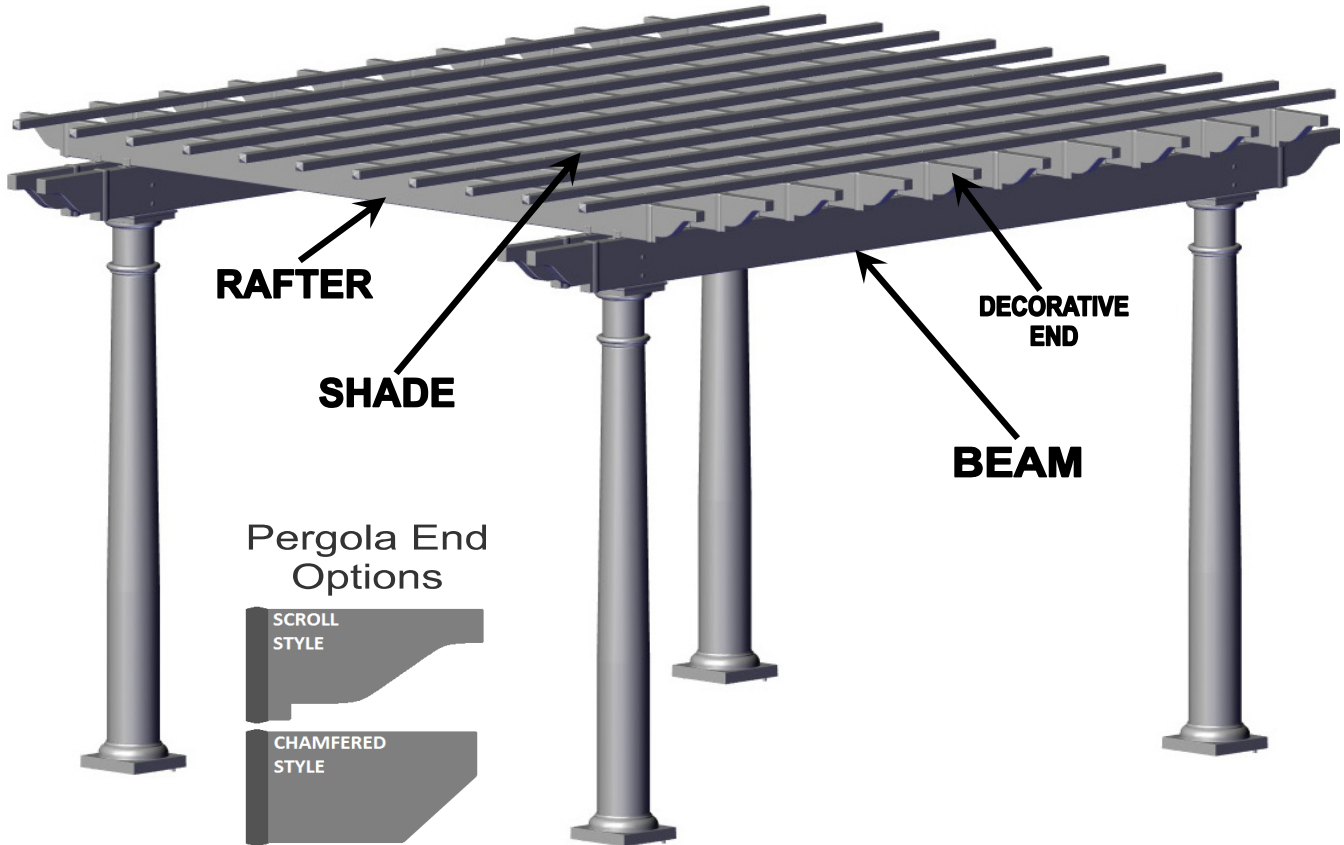 RAFTER
SHADE
DECORATIVE
END
BEAM
Pergola End
Options
SCROLL
STYLE
CHAMFERED
STYLE